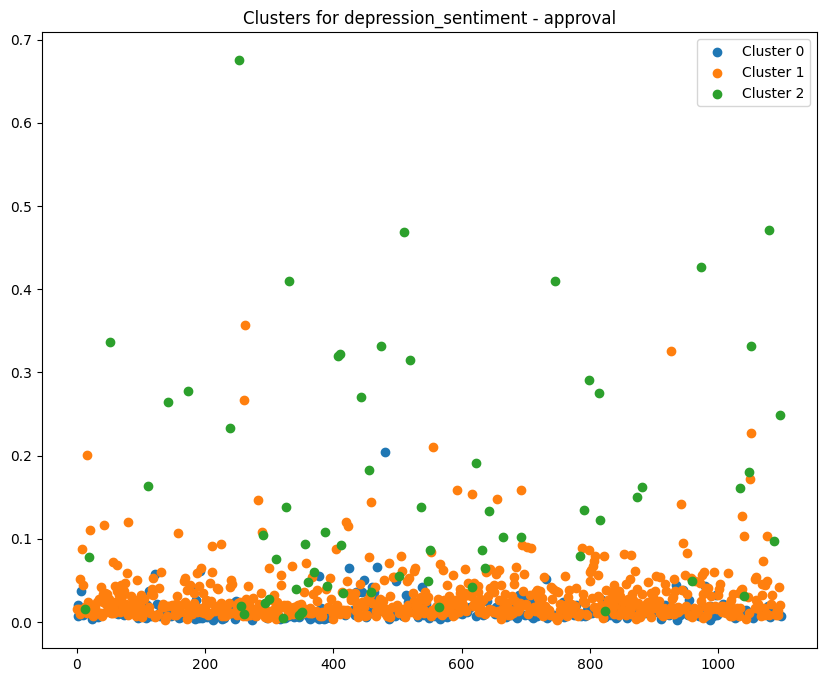 Clusters for depression_sentiment - approval
Cluster 0
Cluster 1
Cluster 2
0.7
0.6
0.5
0.4
0.3
0.2
0.1
0.0
0 200 400 600 800 1000